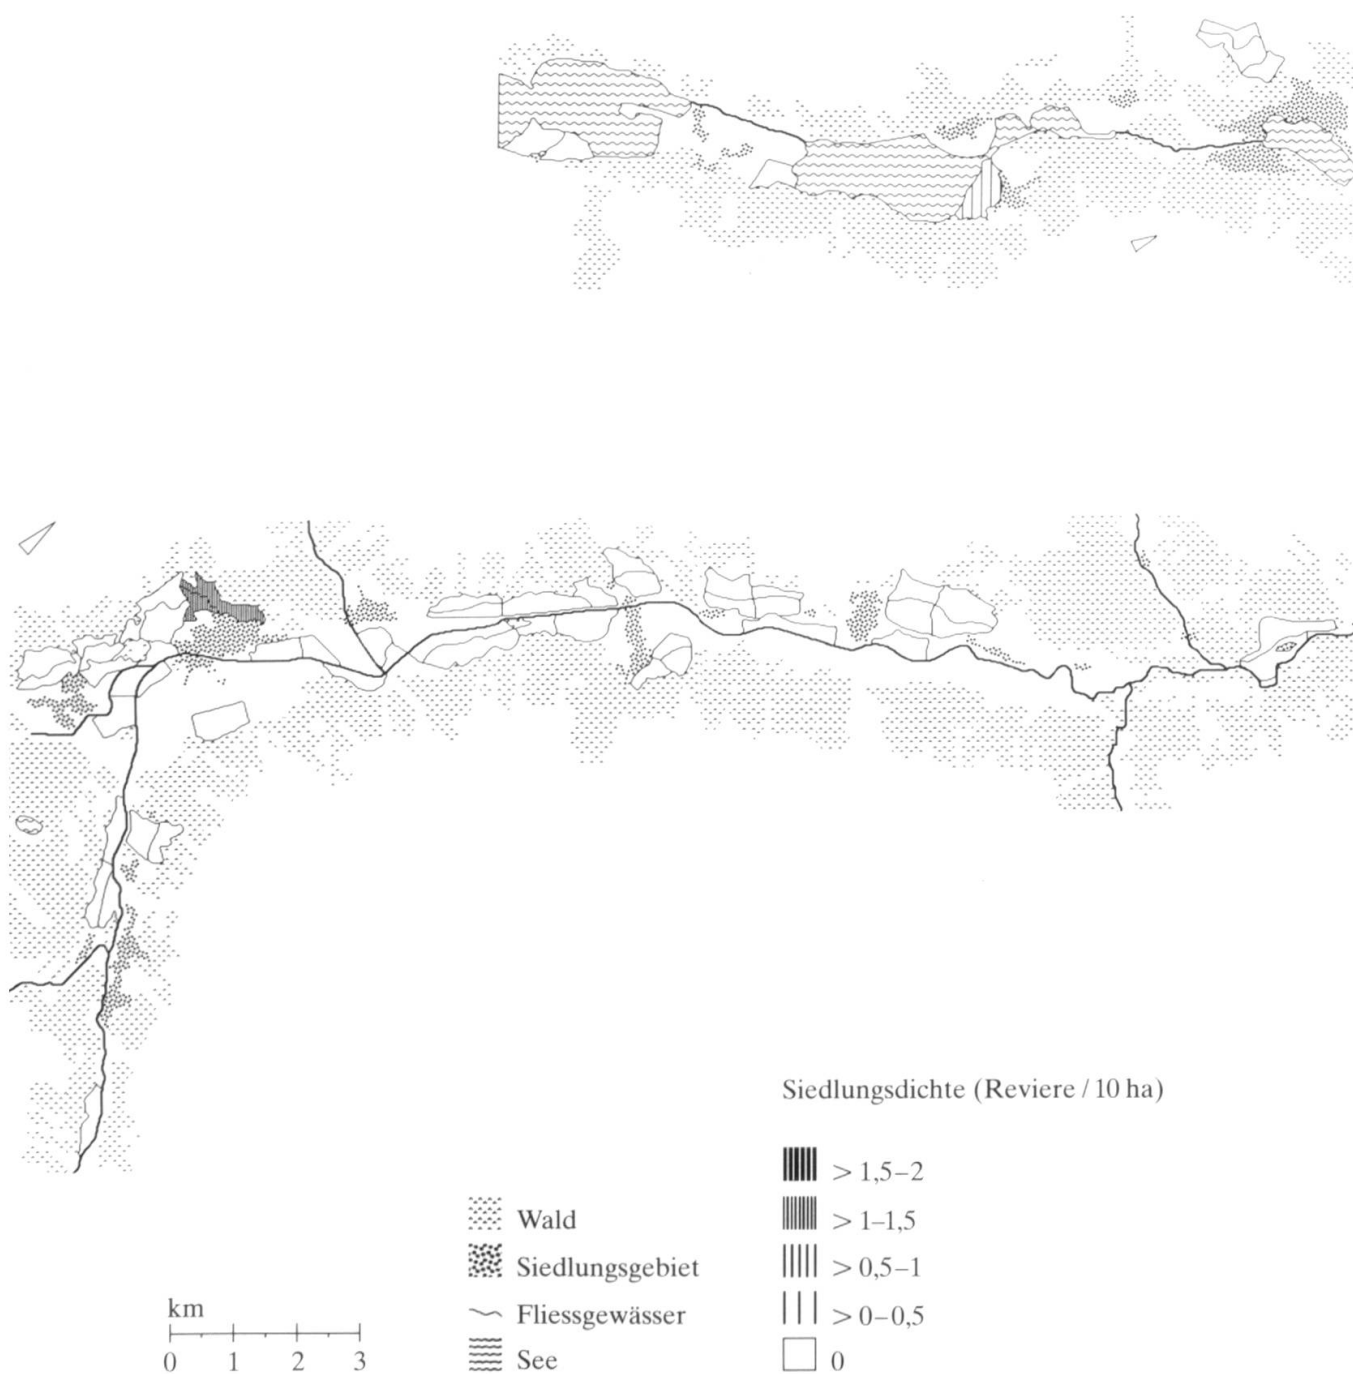 Siedlungsdichte (Reviere / 10 ha)
> 1,5–2
Wald
> 1–1,5
Siedlungsgebiet
> 0,5–1
km
Fliessgewässer
> 0–0,5
0 1 2 3
See
0